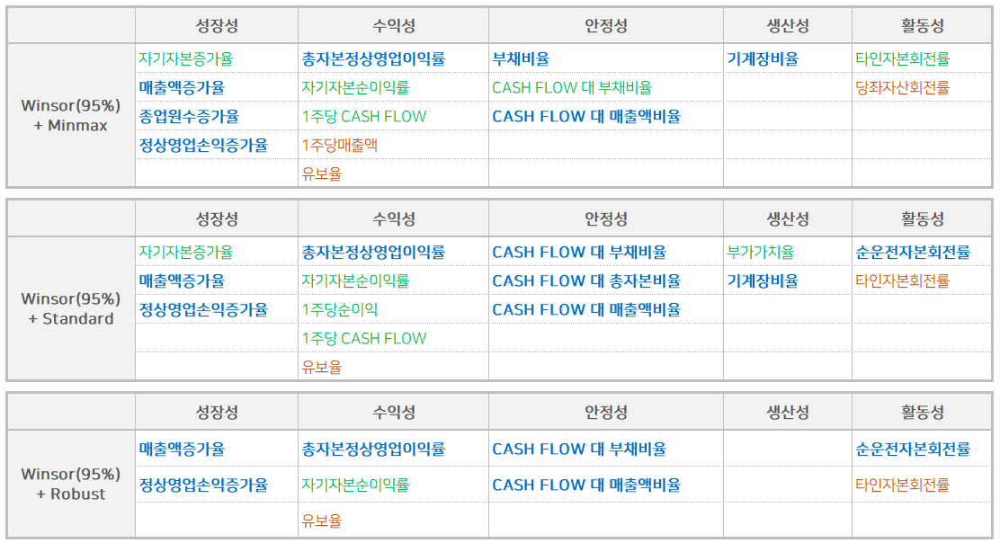 성장성 수익성 안정성 생산성 활동성
자기자본증가율 총자본정상영업이익률 부채비율 기계장비율 타인자본회전률
매출액증가율 자기자본순이익률 CASH FLOW 대 부채비율 당좌자산회전률
Winsor(95%)
+ Minmax
종업원수증가율 1주당 CASH FLOW CASH FLOW 대 매출액비율
정상영업손익증가율 1주당매출액
유보율
성장성 수익성 안정성 생산성 활동성
자기자본증가율 총자본정상영업이익률 CASH FLOW 대 부채비율 부가가치율 순운전자본회전률
매출액증가율 자기자본순이익률 CASH FLOW 대 총자본비율 기계장비율 타인자본회전률
Winsor(95%)
+ Standard
정상영업손익증가율 1주당순이익 CASH FLOW 대 매출액비율
1주당 CASH FLOW
유보율
성장성 수익성 안정성 생산성 활동성
매출액증가율 총자본정상영업이익률 CASH FLOW 대 부채비율 순운전자본회전률
Winsor(95%)
+ Robust
정상영업손익증가율 자기자본순이익률 CASH FLOW 대 매출액비율 타인자본회전률
유보율